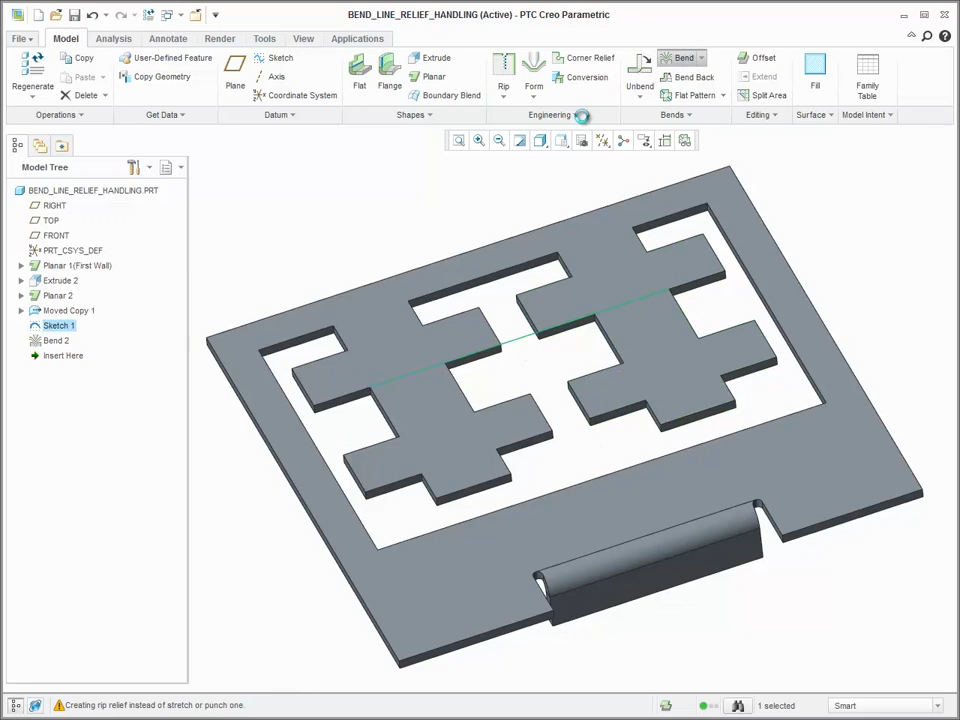 BEND_LINE_RELIEF_HANDLING (Active) - PTC Creo Parametric
File Model Analysis Annotate Render Tools View Applications
Regenerate
Copy
Paste
Delete
Operations
User-Defined Feature
Copy Geometry
Get Data
Plane
Sketch
Axis
Coordinate System
Datum
Flat
Flange
Extrude
Planar
Boundary Blend
Shapes
Rip
Form
Corner Relief
Conversion
Engineering
Unbend
Bend
Bend Back
Flat Pattern
Bends
Offset
Extend
Split Area
Editing
Fill
Surface
Family
Table
Model Intent
Model Tree
BEND_LINE_RELIEF_HANDLING.PRT
RIGHT
TOP
FRONT
PRT_CSYS_DEF
Planar 1(First Wall)
Extrude 2
Planar 2
Moved Copy 1
Sketch 1
Bend 2
Insert Here
Creating rip relief instead of stretch or punch one.
1 selected
Smart